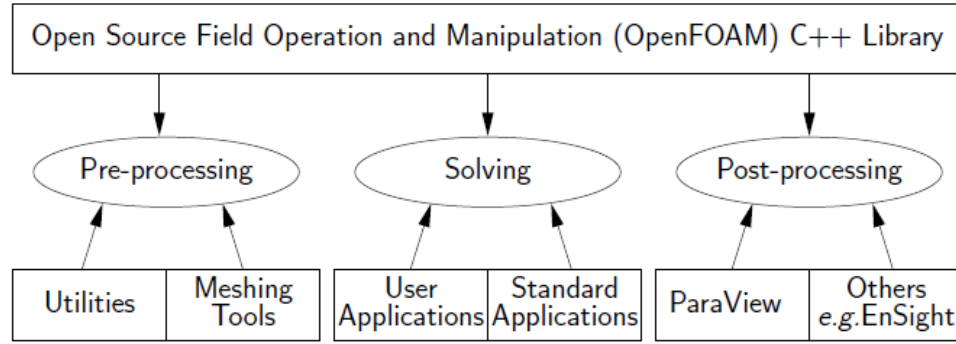 Open Source Field Operation and Manipulation (OpenFOAM) C++ Library
Pre-processing
Solving
Post-processing
Utilities
Meshing
Tools
User
Applications
Standard
Applications
ParaView
Others
e.g.EnSight